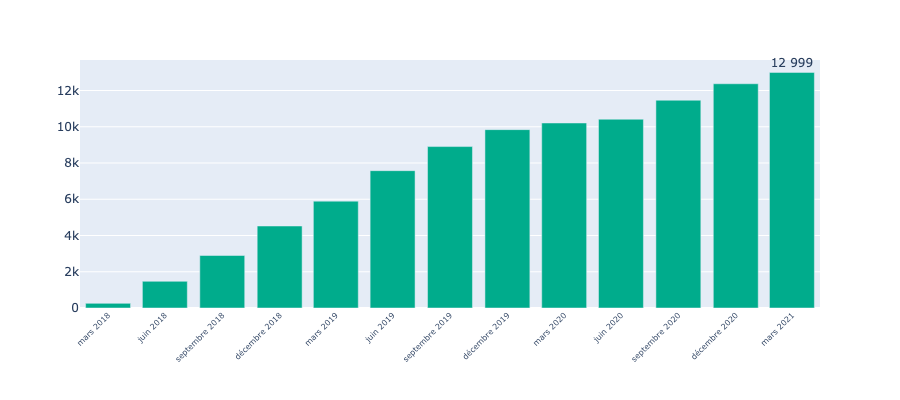 12 999
12k
10k
8k
6k
4k
2k
0
mars 2018
juin 2018
septembre 2018
décembre 2018
mars 2019
juin 2019
septembre 2019
décembre 2019
mars 2020
juin 2020
septembre 2020
décembre 2020
mars 2021